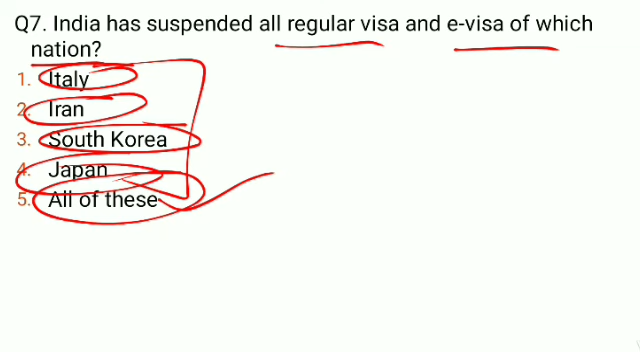 Q7. India has suspended all regular visa and e-visa of which
nation?
1. Italy
2. Iran
3. South Korea
4. Japan
5. All of these